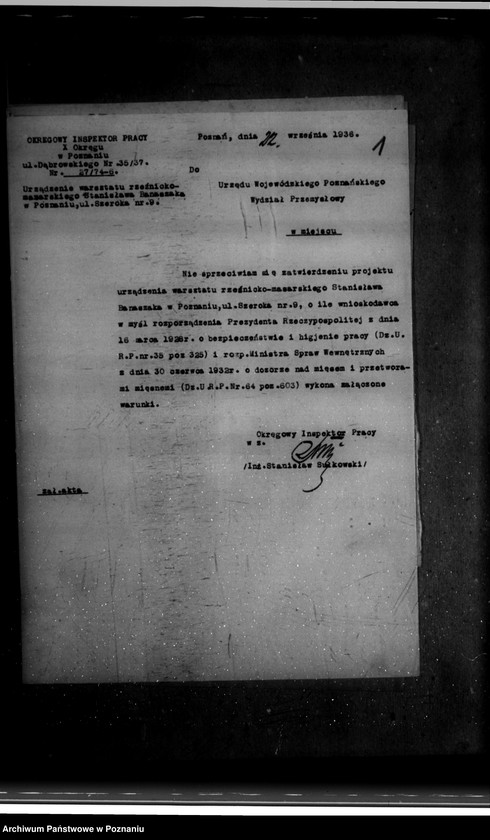 OKRĘGOWY INSPEKTOR PRACY
X Okręgu
w Poznaniu
ul.Dąbrowskiego Nr.35/37.
Nr. 27/74-6.
Poznań, dnia 22. września 1936.
1
Urządzenie warsztatu rzeźnicko-
masarskiego Stanisława Banaszaka
w Poznaniu,ul.Szeroka nr.9.
Do
Urzędu Wojewódzkiego Poznańskiego
Wydział Przemysłowy
w miejscu
Nie sprzeciwiam się zatwierdzeniu projektu
urządzenia warsztatu rzeźnicko-masarskiego Stanisława
Banaszaka w Poznaniu,ul.Szeroka nr.9, o ile wnioskodawca
w myśl rozporządzenia Prezydenta Rzeczypospolitej z dnia
16 marca 1928r. o bezpieczeństwie i higjenie pracy (Dz.U.
R.P.nr.35 poz 325) i rozp.Ministra Spraw Wewnętrznych
z dnia 30 czerwca 1932r. o dozorze nad mięsem i przetwora-
mi mięsnemi (Dz.U.R.P.Nr.64 poz.603) wykona załączone
warunki.
Okręgowy Inspektor Pracy
w z.
/Inż.Stanisław Sułkowski/
zał.akta
Archiwum Państwowe w Poznaniu